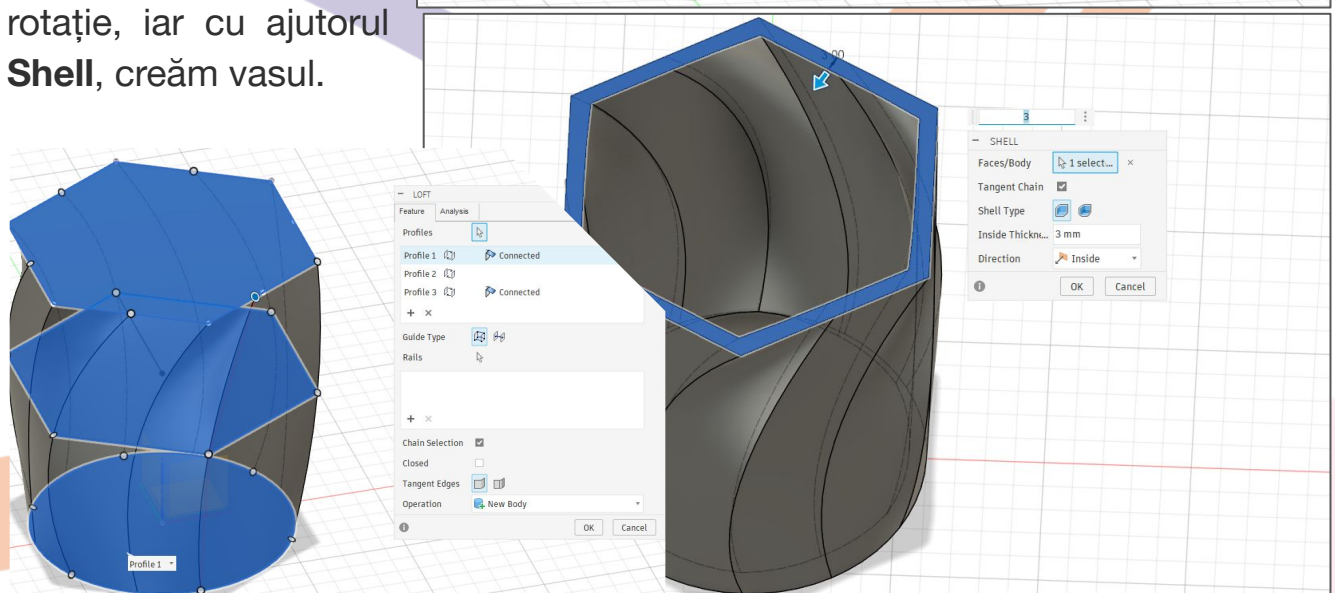 rotație, iar cu ajutorul
Shell, creăm vasul.
3.00
3
SHELL
Faces/Body 1 select...
Tangent Chain
Shell Type
Inside Thickn... 3 mm
Direction Inside
OK Cancel
LOFT
Feature Analysis
Profiles
Profile 1 Connected
Profile 2
Profile 3 Connected
Guide Type
Rails
Chain Selection
Closed
Tangent Edges
Operation New Body
OK Cancel
Profile 1